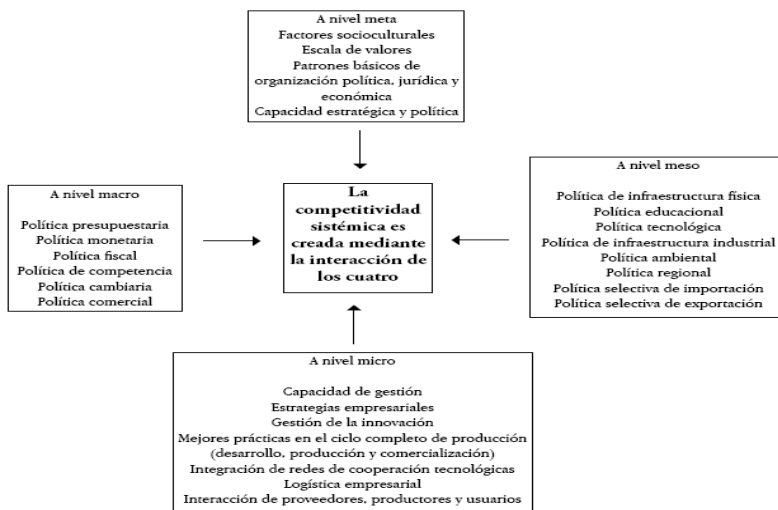 A nivel meta
Factores socioculturales
Escala de valores
Patrones básicos de
organización política, jurídica y
económica
Capacidad estratégica y política
A nivel macro
Política presupuestaria
Política monetaria
Política fiscal
Política de competencia
Política cambiaria
Política comercial
La
competitividad
sistémica es
creada mediante
la interacción de
los cuatro
A nivel meso
Política de infraestructura física
Política educacional
Política tecnológica
Política de infraestructura industrial
Política ambiental
Política regional
Política selectiva de importación
Política selectiva de exportación
A nivel micro
Capacidad de gestión
Estrategias empresariales
Gestión de la innovación
Mejores prácticas en el ciclo completo de producción
(desarrollo, producción y comercialización)
Integración de redes de cooperación tecnológicas
Logística empresarial
Interacción de proveedores, productores y usuarios